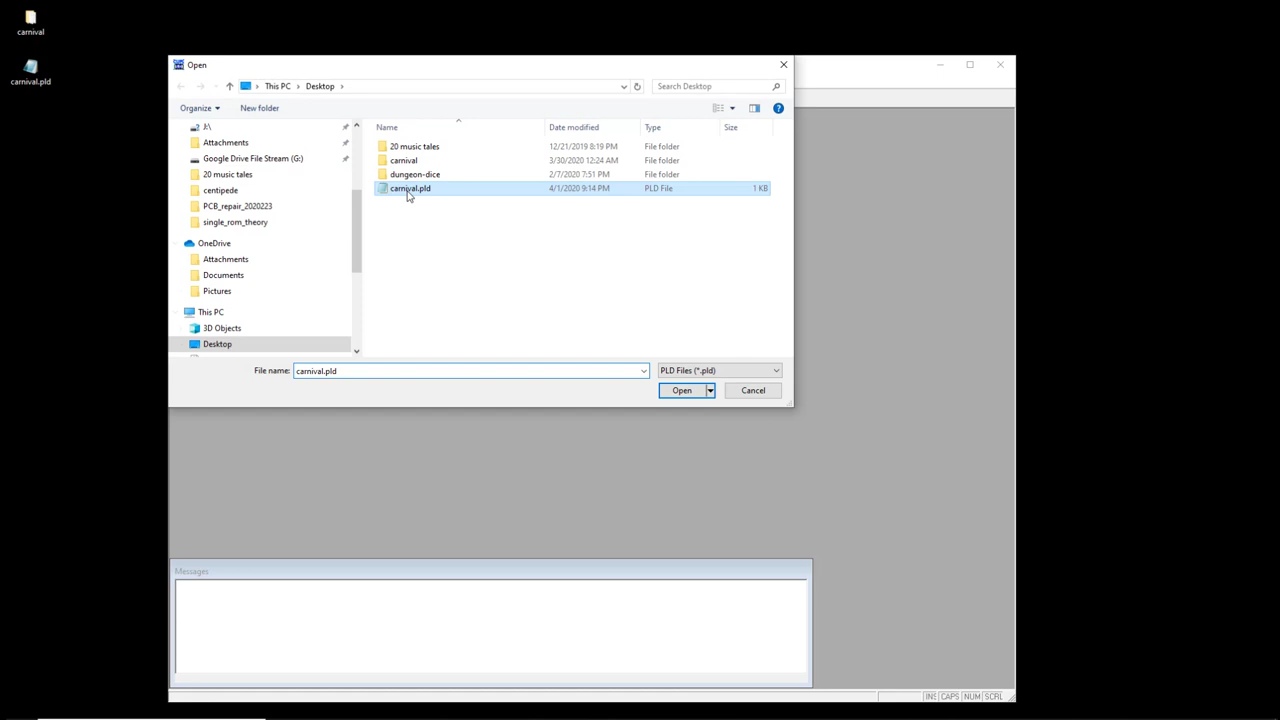 carnival
carnival.pld
Open
This PC
Desktop
Search Desktop
Organize
New folder
J:\
Attachments
Google Drive File Stream (G:)
20 music tales
centipede
PCB_repair_2020223
single_rom_theory
OneDrive
Attachments
Documents
Pictures
This PC
3D Objects
Desktop
Name Date modified Type Size
20 music tales 12/21/2019 8:19 PM File folder
carnival 3/30/2020 12:24 AM File folder
dungeon-dice 2/7/2020 7:51 PM File folder
carnival.pld 4/1/2020 9:14 PM PLD File 1 KB
File name: carnival.pld PLD Files (*.pld)
Open Cancel
Messages
INS CAPS NUM SCRL